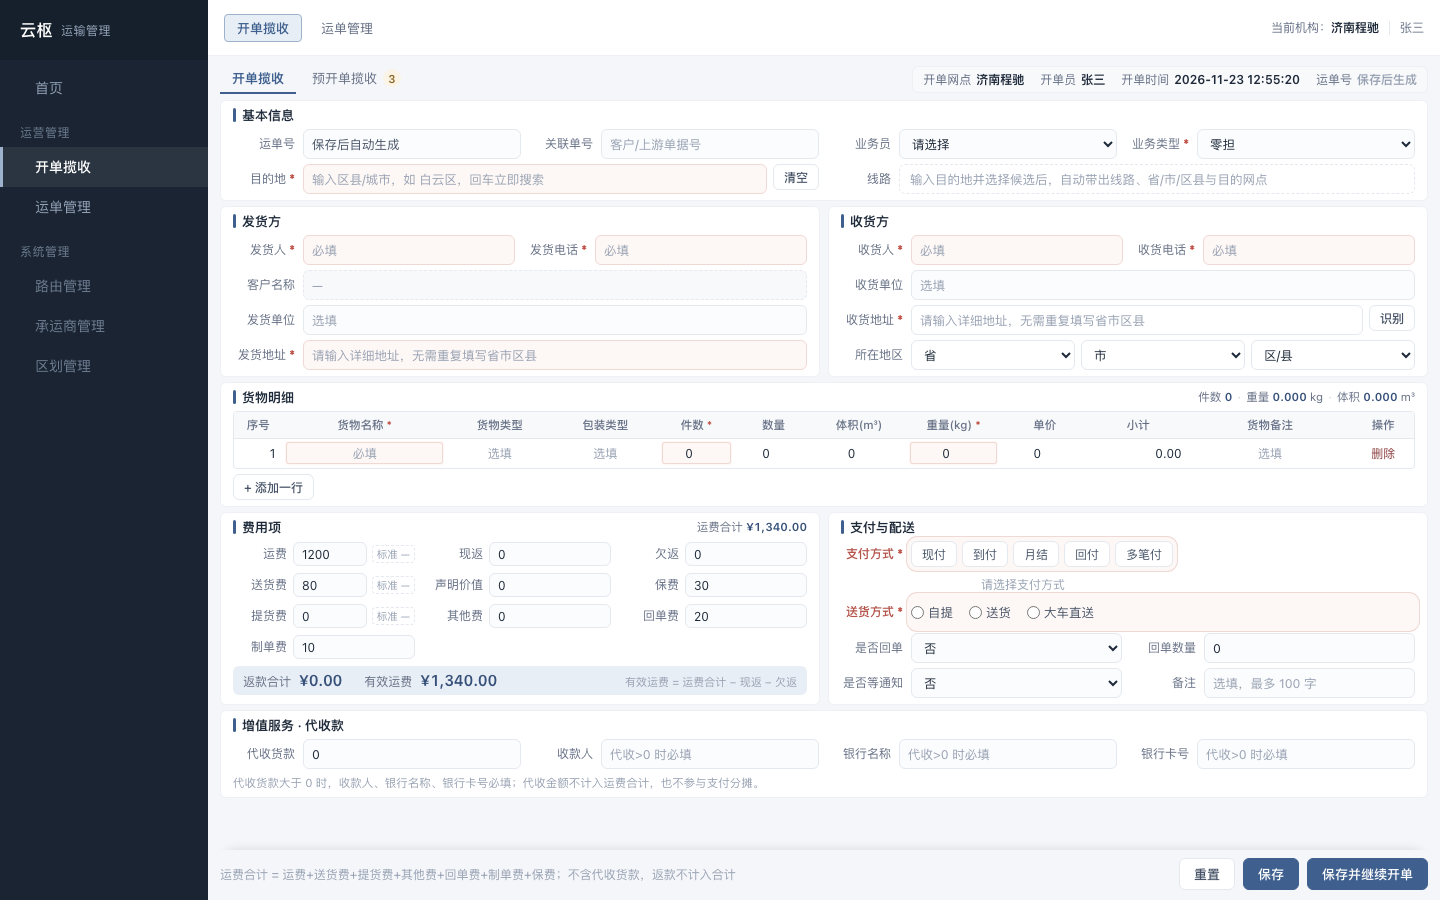 云枢 运输管理
首页
运营管理
开单揽收
运单管理
系统管理
路由管理
承运商管理
区划管理
开单揽收 运单管理 当前机构： 济南程驰 张三
开单揽收 预开单揽收 3 开单网点 济南程驰 开单员 张三 开单时间 2026-11-23 12:55:20 运单号 保存后生成
基本信息
运单号 保存后自动生成 关联单号 客户/上游单据号 业务员 请选择 业务类型 * 零担
目的地 * 输入区县/城市，如 白云区，回车立即搜索 清空 线路 输入目的地并选择候选后，自动带出线路、省/市/区县与目的网点
发货方
发货人 * 必填 发货电话 * 必填
客户名称 —
发货单位 选填
发货地址 * 请输入详细地址，无需重复填写省市区县
收货方
收货人 * 必填 收货电话 * 必填
收货单位 选填
收货地址 * 请输入详细地址，无需重复填写省市区县 识别
所在地区 省 市 区/县
货物明细 件数 0 · 重量 0.000 kg · 体积 0.000 m³
序号 货物名称 * 货物类型 包装类型 件数 * 数量 体积(m³) 重量(kg) * 单价 小计 货物备注 操作
1 必填 选填 选填 0 0 0 0 0 0.00 选填 删除
+ 添加一行
费用项 运费合计 ¥1,340.00
运费 1200 标准 — 现返 0 欠返 0
送货费 80 标准 — 声明价值 0 保费 30
提货费 0 标准 — 其他费 0 回单费 20
制单费 10
返款合计 ¥0.00 有效运费 ¥1,340.00 有效运费 = 运费合计 − 现返 − 欠返
支付与配送
支付方式 * 现付 到付 月结 回付 多笔付
请选择支付方式
送货方式 * 自提 送货 大车直送
是否回单 否 回单数量 0
是否等通知 否 备注 选填，最多 100 字
增值服务 · 代收款
代收货款 0 收款人 代收>0 时必填 银行名称 代收>0 时必填 银行卡号 代收>0 时必填
代收货款大于 0 时，收款人、银行名称、银行卡号必填；代收金额不计入运费合计，也不参与支付分摊。
运费合计 = 运费+送货费+提货费+其他费+回单费+制单费+保费；不含代收货款，返款不计入合计 重置 保存 保存并继续开单